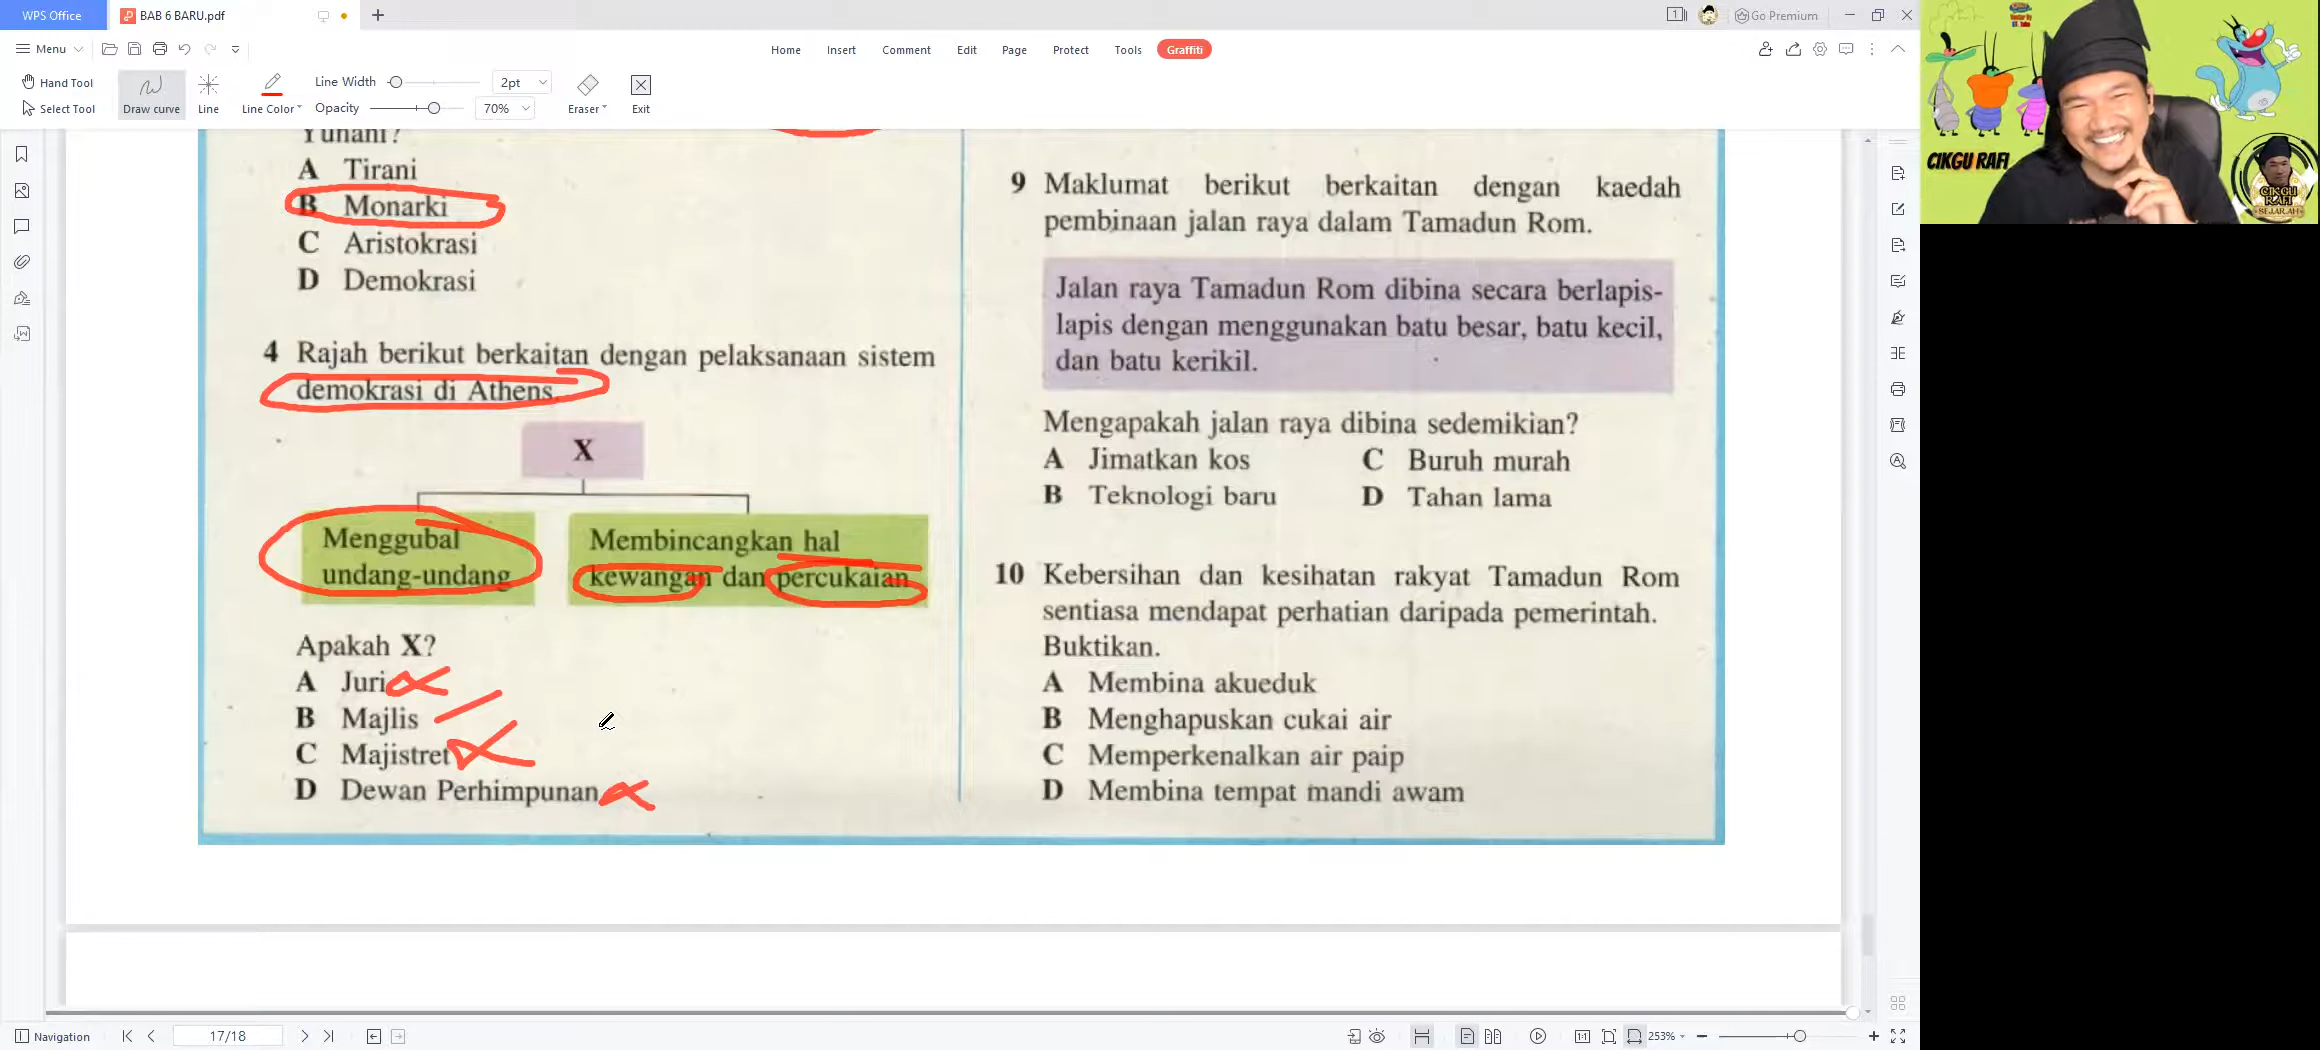 WPS Office
BAB 6 BARU.pdf
Go Premium
Menu
Home
Insert
Comment
Edit
Page
Protect
Tools
Graffiti
Hand Tool
Select Tool
Draw curve
Line
Line Color
Line Width
2pt
Opacity
70%
Eraser
Exit
Yunani?
A Tirani
B Monarki
C Aristokrasi
D Demokrasi
4 Rajah berikut berkaitan dengan pelaksanaan sistem
demokrasi di Athens.
X
Menggubal
undang-undang
Membincangkan hal
kewangan dan percukaian
Apakah X?
A Juri
B Majlis
C Majistret
D Dewan Perhimpunan
9 Maklumat berikut berkaitan dengan kaedah
pembinaan jalan raya dalam Tamadun Rom.
Jalan raya Tamadun Rom dibina secara berlapis-
lapis dengan menggunakan batu besar, batu kecil,
dan batu kerikil.
Mengapakah jalan raya dibina sedemikian?
A Jimatkan kos
C Buruh murah
B Teknologi baru
D Tahan lama
10 Kebersihan dan kesihatan rakyat Tamadun Rom
sentiasa mendapat perhatian daripada pemerintah.
Buktikan.
A Membina akueduk
B Menghapuskan cukai air
C Memperkenalkan air paip
D Membina tempat mandi awam
CIKGU RAFI
CIKGU
RAFI
SEJARAH
Navigation
17/18
253%